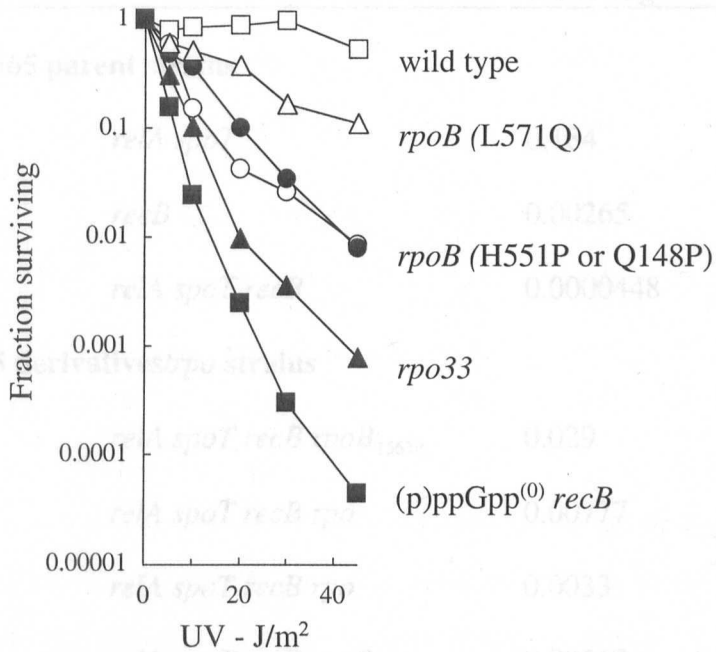 1
0.1
0.01
0.001
0.0001
0.00001
Fraction surviving
0
20
40
UV - J/m²
wild type
rpoB (L571Q)
rpoB (H551P or Q148P)
rpo33
(p)ppGpp⁽⁰⁾ recB